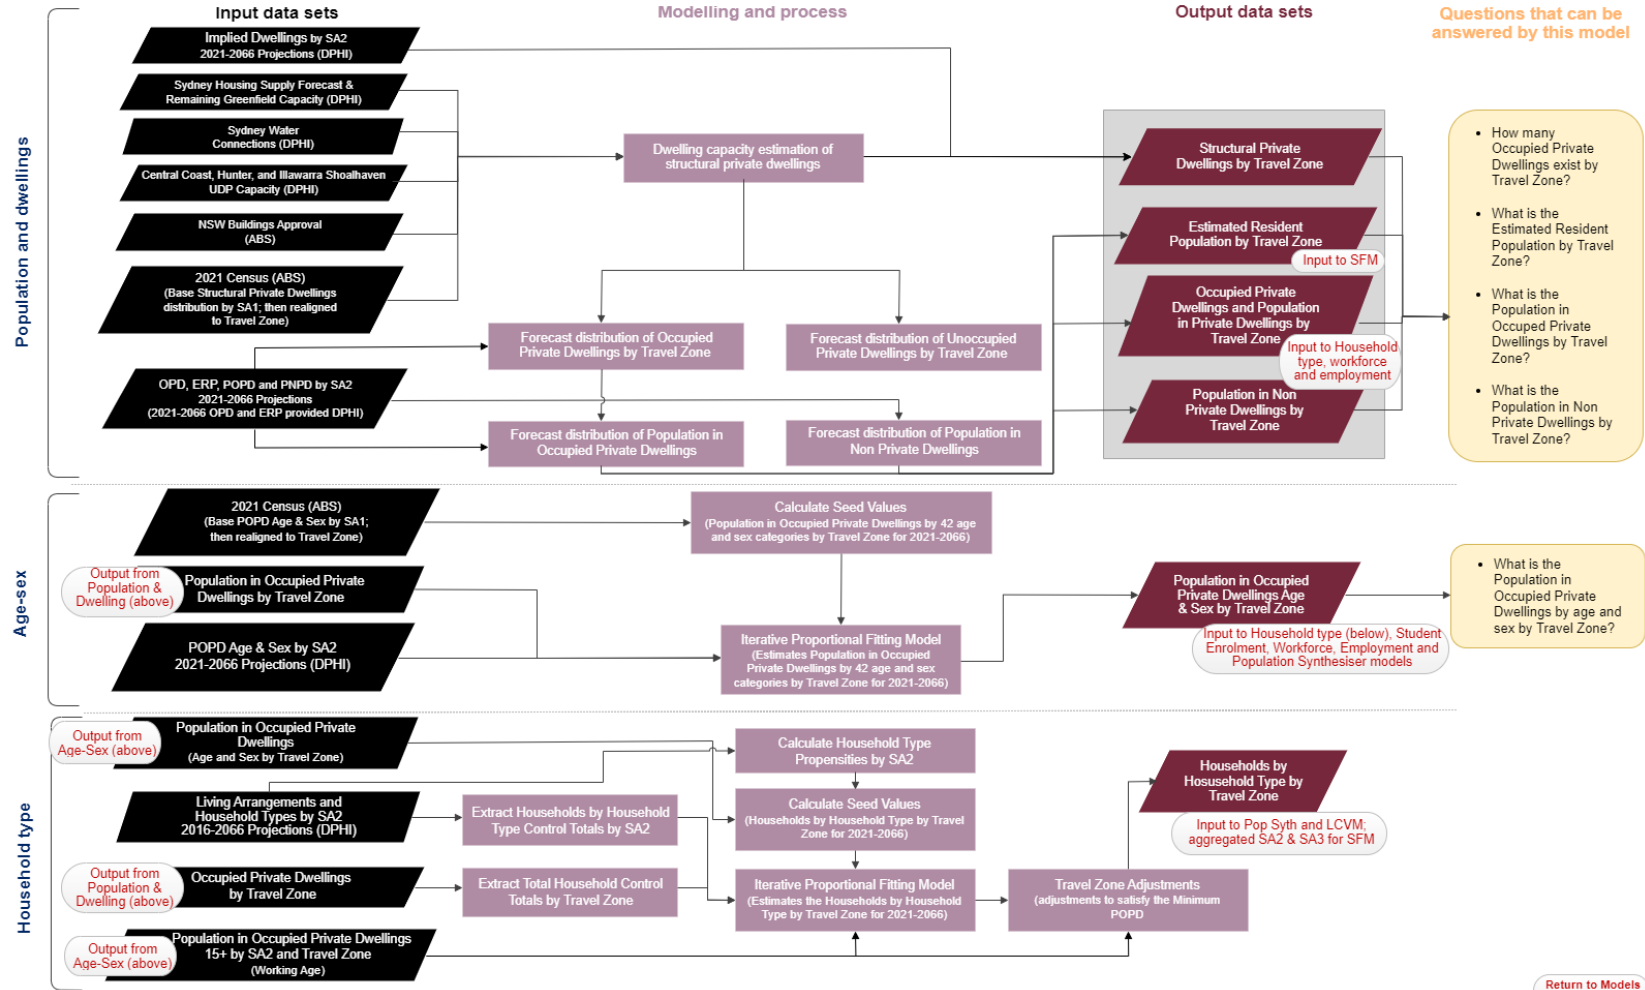 Input data sets
Modelling and process
Output data sets
Questions that can be
answered by this model
Population and dwellings
Implied Dwellings by SA2
2021-2066 Projections (DPHI)
Sydney Housing Supply Forecast &
Remaining Greenfield Capacity (DPHI)
Sydney Water
Connections (DPHI)
Central Coast, Hunter, and Illawarra Shoalhaven
UDP Capacity (DPHI)
NSW Buildings Approval
(ABS)
2021 Census (ABS)
(Base Structural Private Dwellings
distribution by SA1; then realigned
to Travel Zone)
OPD, ERP, POPD and PNPD by SA2
2021-2066 Projections
(2021-2066 OPD and ERP provided DPHI)
Dwelling capacity estimation of
structural private dwellings
Forecast distribution of Occupied
Private Dwellings by Travel Zone
Forecast distribution of Unoccupied
Private Dwellings by Travel Zone
Forecast distribution of Population in
Occupied Private Dwellings
Forecast distribution of Population in
Non Private Dwellings
Structural Private
Dwellings by Travel Zone
Estimated Resident
Population by Travel Zone
Input to SFM
Occupied Private
Dwellings and Population
in Private Dwellings by
Travel Zone
Input to Household
type, workforce
and employment
Population in Non
Private Dwellings by
Travel Zone
• How many
Occupied Private
Dwellings exist by
Travel Zone?
• What is the
Estimated Resident
Population by Travel
Zone?
• What is the
Population in
Occuped Private
Dwellings by Travel
Zone?
• What is the
Population in Non
Private Dwellings by
Travel Zone?
Age-sex
2021 Census (ABS)
(Base POPD Age & Sex by SA1;
then realigned to Travel Zone)
Output from
Population &
Dwelling (above)
Population in Occupied Private
Dwellings by Travel Zone
POPD Age & Sex by SA2
2021-2066 Projections (DPHI)
Calculate Seed Values
(Population in Occupied Private Dwellings by 42 age
and sex categories by Travel Zone for 2021-2066)
Iterative Proportional Fitting Model
(Estimates Population in Occupied
Private Dwellings by 42 age and sex
categories by Travel Zone for 2021-2066)
Population in Occupied
Private Dwellings Age
& Sex by Travel Zone
Input to Household type (below), Student
Enrolment, Workforce, Employment and
Population Synthesiser models
• What is the
Population in
Occupied Private
Dwellings by age and
sex by Travel Zone?
Household type
Output from
Age-Sex (above)
Population in Occupied Private
Dwellings
(Age and Sex by Travel Zone)
Living Arrangements and
Household Types by SA2
2016-2066 Projections (DPHI)
Output from
Population &
Dwelling (above)
Occupied Private Dwellings
by Travel Zone
Output from
Age-Sex (above)
Population in Occupied Private Dwellings
15+ by SA2 and Travel Zone
(Working Age)
Extract Households by Household
Type Control Totals by SA2
Extract Total Household Control
Totals by Travel Zone
Calculate Household Type
Propensities by SA2
Calculate Seed Values
(Households by Household Type by Travel
Zone for 2021-2066)
Iterative Proportional Fitting Model
(Estimates the Households by Household
Type by Travel Zone for 2021-2066)
Travel Zone Adjustments
(adjustments to satisfy the Minimum
POPD
Households by
Hosusehold Type by
Travel Zone
Input to Pop Syth and LCVM;
aggregated SA2 & SA3 for SFM
Return to Models